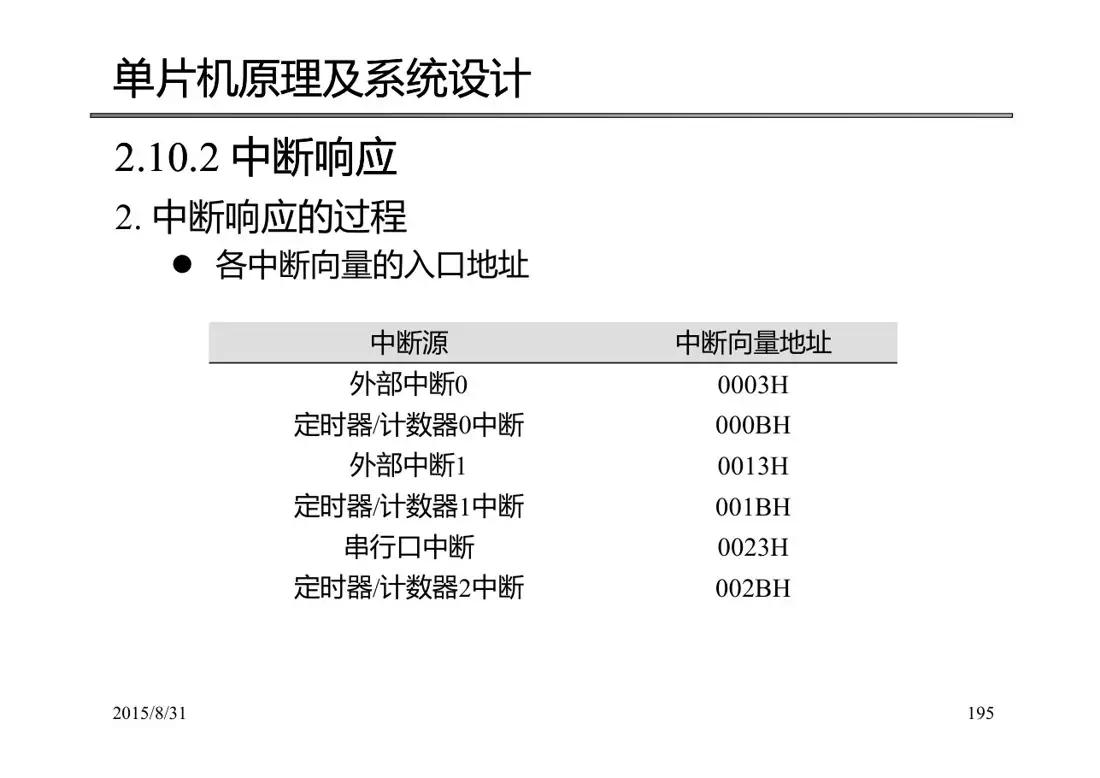 单片机原理及系统设计
2.10.2 中断响应
2. 中断响应的过程
● 各中断向量的入口地址
中断源 中断向量地址
外部中断0 0003H
定时器/计数器0中断 000BH
外部中断1 0013H
定时器/计数器1中断 001BH
串行口中断 0023H
定时器/计数器2中断 002BH
2015/8/31 195